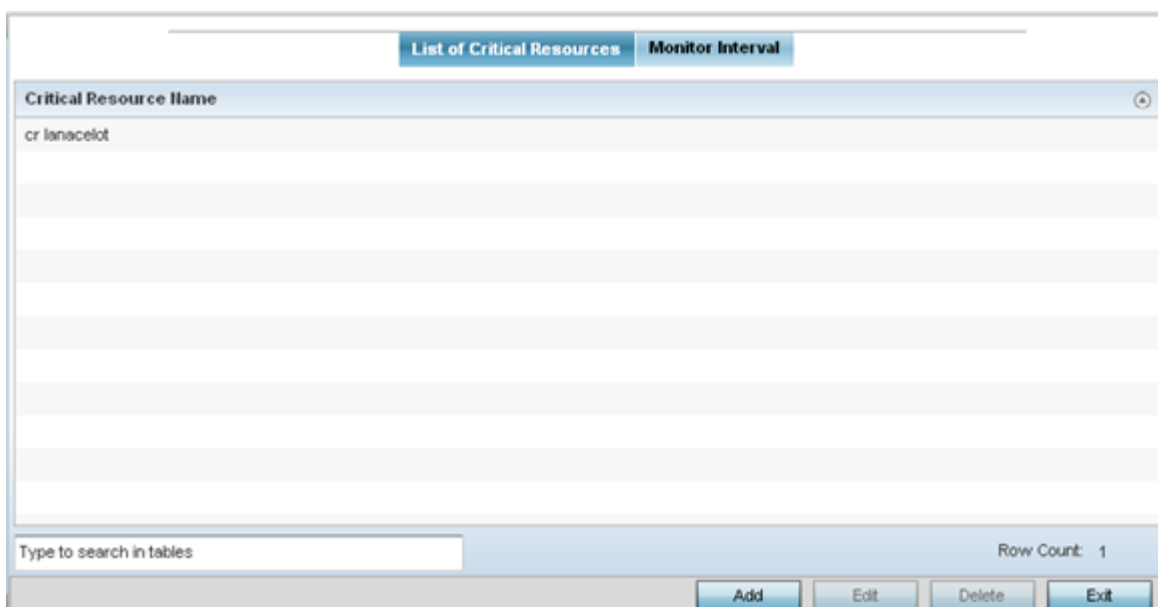 List of Critical Resources Monitor Interval
Critical Resource Name
cr lanacelot
Type to search in tables Row Count: 1
Add Edit Delete Exit